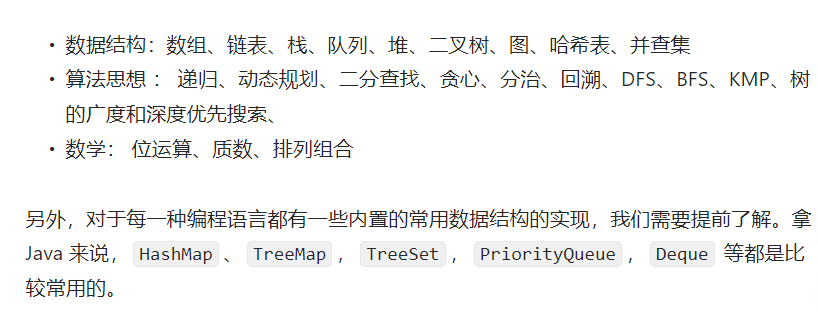 • 数据结构：数组、链表、栈、队列、堆、二叉树、图、哈希表、并查集
• 算法思想 ： 递归、动态规划、二分查找、贪心、分治、回溯、DFS、BFS、KMP、树
的广度和深度优先搜索、
• 数学： 位运算、质数、排列组合
另外，对于每一种编程语言都有一些内置的常用数据结构的实现，我们需要提前了解。拿
Java 来说， HashMap 、 TreeMap ， TreeSet ， PriorityQueue ， Deque 等都是比
较常用的。